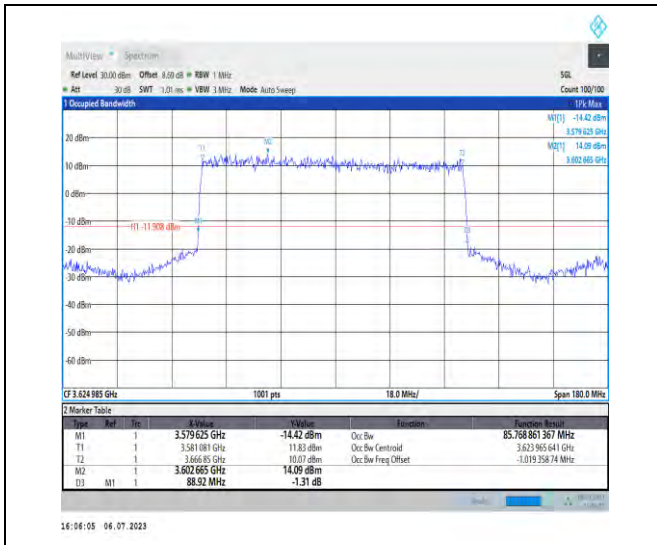 MultiView Spectrum
Ref Level 30.00 dBm Offset 8.60 dB RBW 1 MHz SGL
Att 30 dB SWT 1.01 ms VBW 3 MHz Mode Auto Sweep Count 100/100
1 Occupied Bandwidth 1Pk Max
M1[1] -14.42 dBm
3.579 625 GHz
M2[1] 14.09 dBm
3.602 665 GHz
20 dBm
T1 M2 T2
10 dBm
0 dBm
-10 dBm
H1 -11.908 dBm
-20 dBm
-30 dBm
-40 dBm
-50 dBm
-60 dBm
CF 3.624 985 GHz 1001 pts 18.0 MHz/ Span 180.0 MHz
2 Marker Table
Type Ref Trc X-Value Y-Value Function Function Result
M1 1 3.579 625 GHz -14.42 dBm Occ Bw 85.768 861 367 MHz
T1 1 3.581 081 GHz 11.83 dBm Occ Bw Centroid 3.623 965 641 GHz
T2 1 3.666 85 GHz 10.07 dBm Occ Bw Freq Offset -1.019 358 74 MHz
M2 1 3.602 665 GHz 14.09 dBm
D3 M1 1 88.92 MHz -1.31 dB
16:06:05 06.07.2023